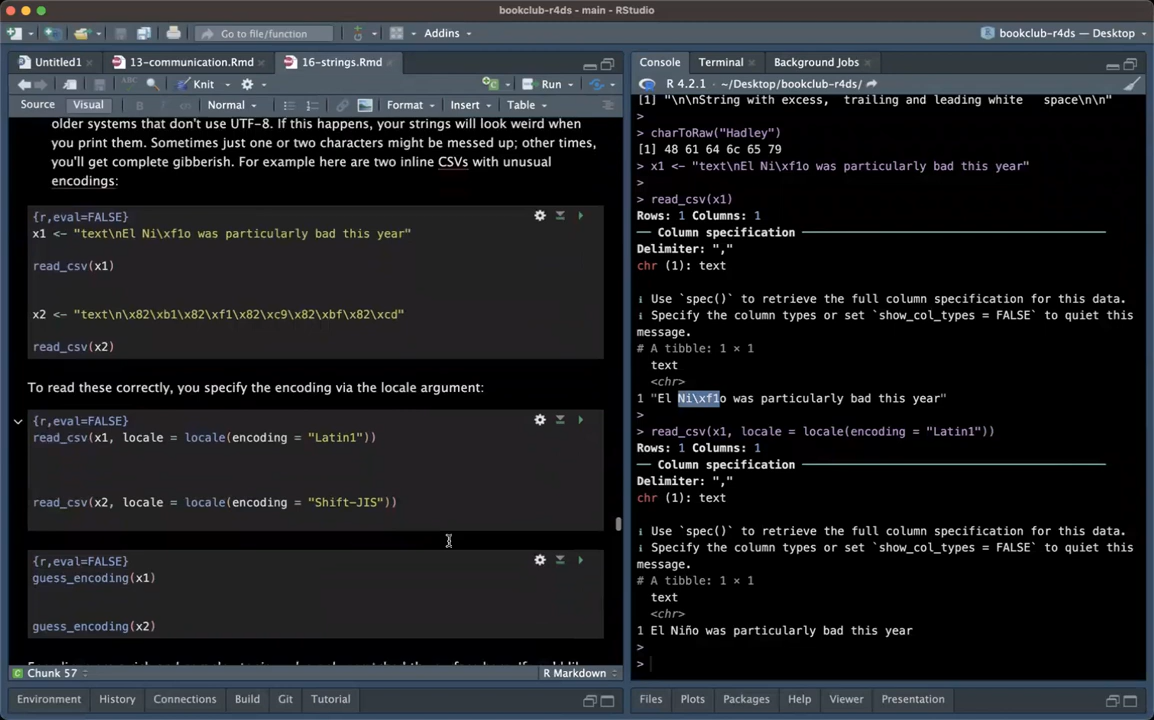 bookclub-r4ds - main - RStudio
Go to file/function
Addins
bookclub-r4ds — Desktop
Untitled1
13-communication.Rmd
16-strings.Rmd
Knit
Run
Source
Visual
B
I
Normal
Format
Insert
Table
older systems that don't use UTF-8. If this happens, your strings will look weird when
you print them. Sometimes just one or two characters might be messed up; other times,
you'll get complete gibberish. For example here are two inline CSVs with unusual
encodings:
{r,eval=FALSE}
x1 <- "text\nEl Ni\xf1o was particularly bad this year"
read_csv(x1)
x2 <- "text\n\x82\xb1\x82\xf1\x82\xc9\x82\xbf\x82\xcd"
read_csv(x2)
To read these correctly, you specify the encoding via the locale argument:
{r,eval=FALSE}
read_csv(x1, locale = locale(encoding = "Latin1"))
read_csv(x2, locale = locale(encoding = "Shift-JIS"))
{r,eval=FALSE}
guess_encoding(x1)
guess_encoding(x2)
Chunk 57
R Markdown
Environment
History
Connections
Build
Git
Tutorial
Console
Terminal
Background Jobs
R 4.2.1 · ~/Desktop/bookclub-r4ds/
[1] "\n\nString with excess,  trailing and leading white   space\n\n"
>
> charToRaw("Hadley")
[1] 48 61 64 6c 65 79
> x1 <- "text\nEl Ni\xf1o was particularly bad this year"
>
> read_csv(x1)
Rows: 1 Columns: 1
── Column specification ──
Delimiter: ","
chr (1): text
ℹ Use `spec()` to retrieve the full column specification for this data.
ℹ Specify the column types or set `show_col_types = FALSE` to quiet this
message.
# A tibble: 1 × 1
text
<chr>
1 "El Ni\xf1o was particularly bad this year"
>
> read_csv(x1, locale = locale(encoding = "Latin1"))
Rows: 1 Columns: 1
── Column specification ──
Delimiter: ","
chr (1): text
ℹ Use `spec()` to retrieve the full column specification for this data.
ℹ Specify the column types or set `show_col_types = FALSE` to quiet this
message.
# A tibble: 1 × 1
text
<chr>
1 El Niño was particularly bad this year
>
>
Files
Plots
Packages
Help
Viewer
Presentation